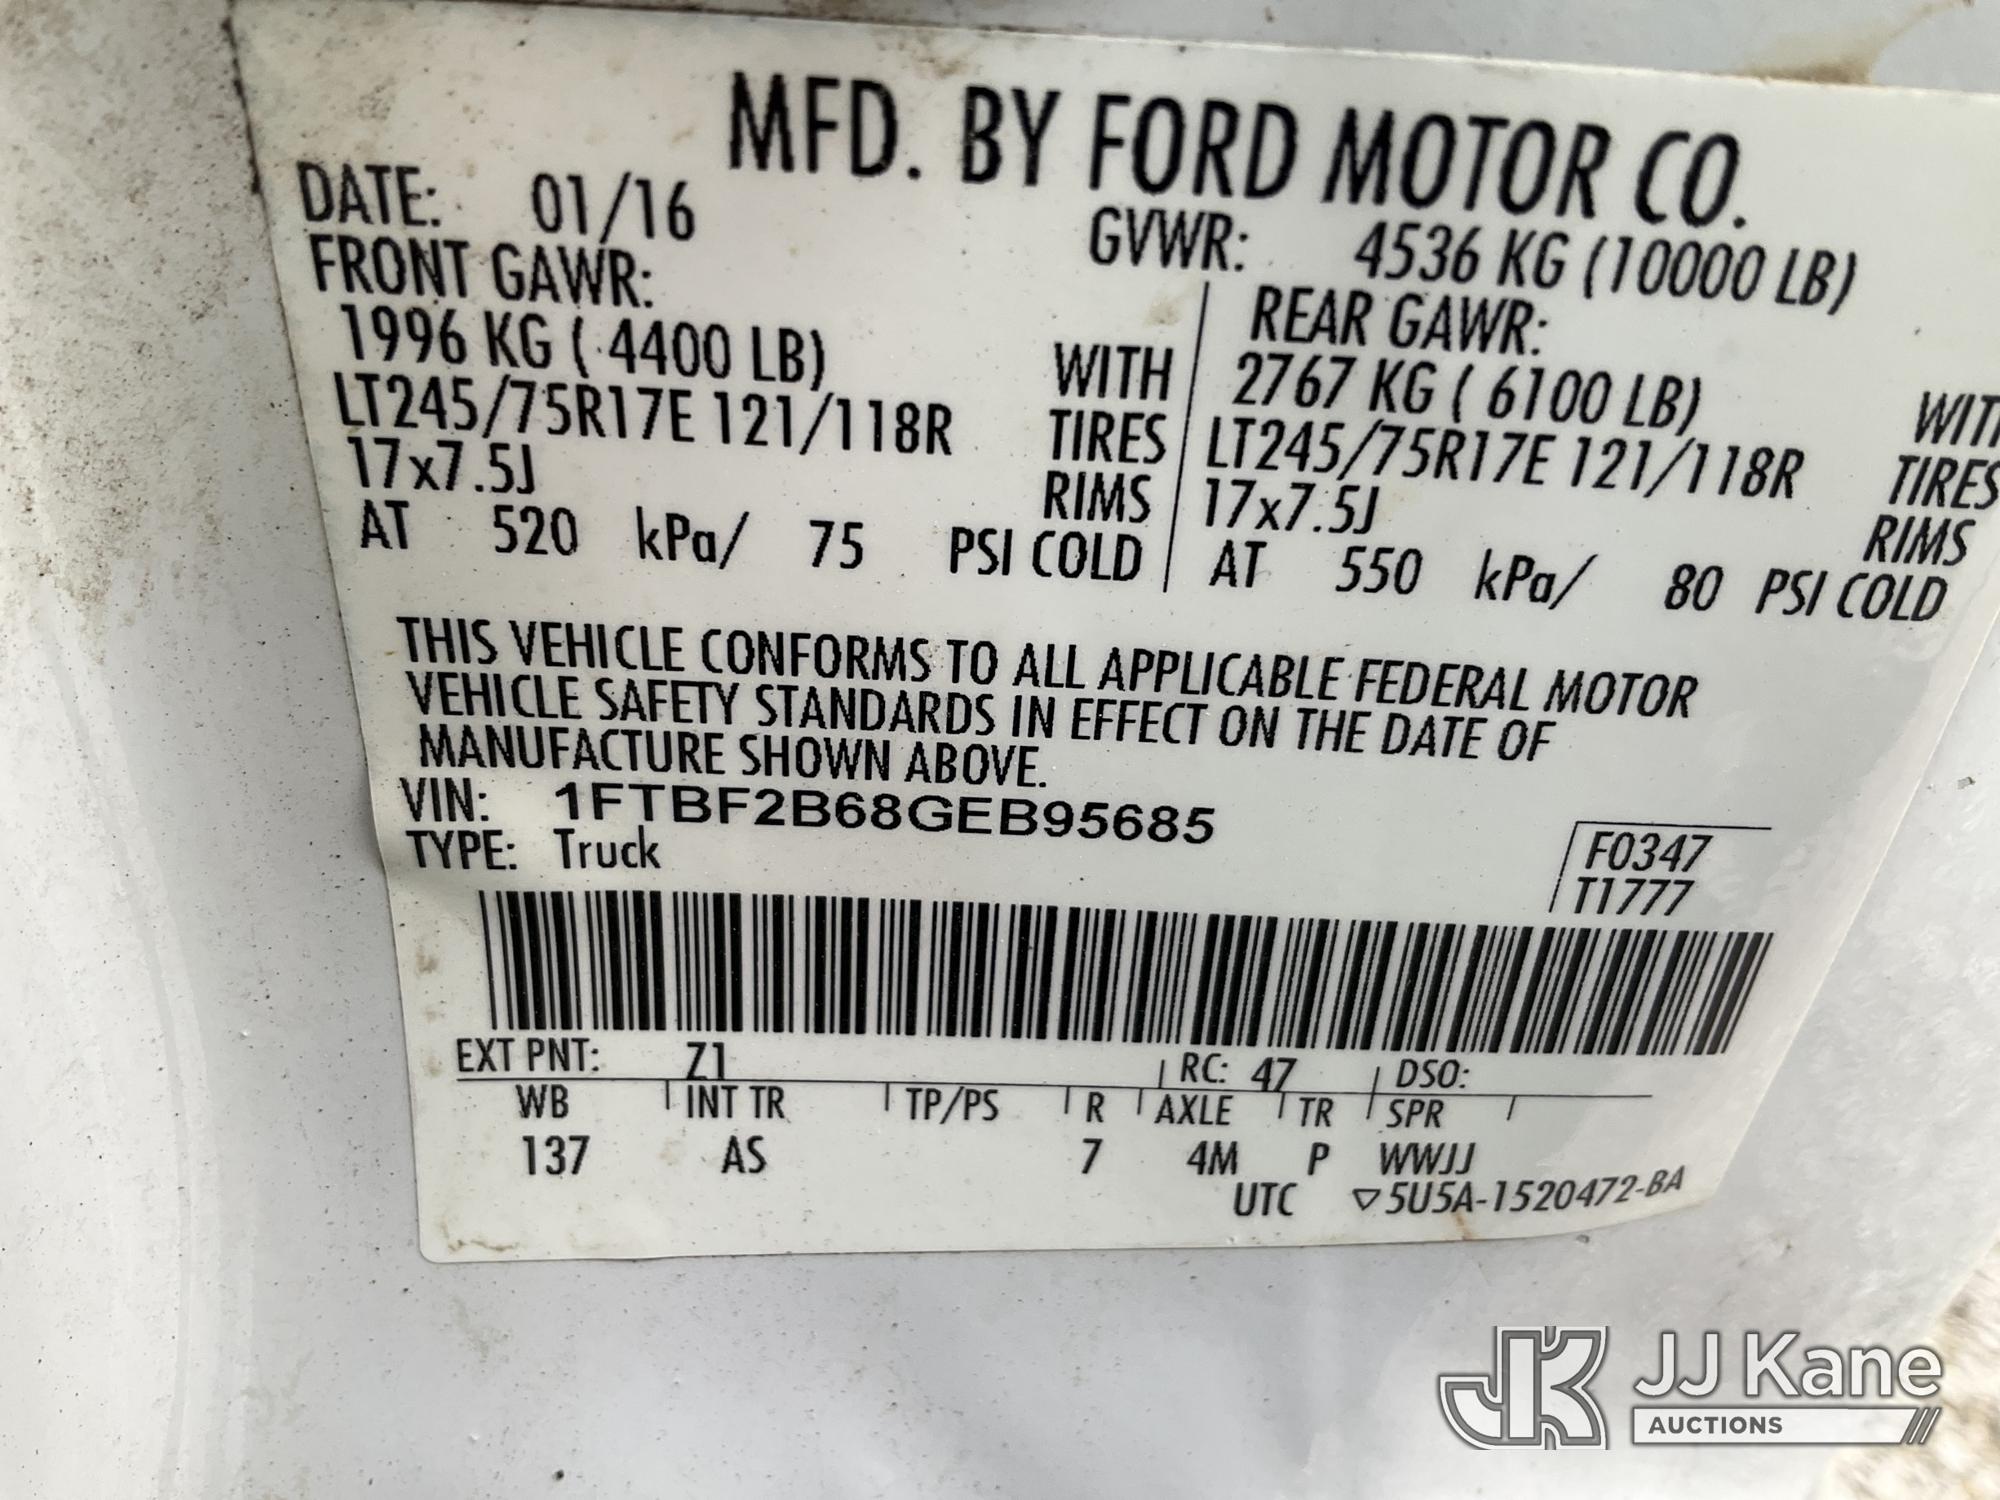 MFD. BY FORD MOTOR CO.
DATE: 01/16 GVWR: 4536 KG (10000 LB)
FRONT GAWR: REAR GAWR:
1996 KG ( 4400 LB) WITH 2767 KG ( 6100 LB) WIT
LT245/75R17E 121/118R TIRES LT245/75R17E 121/118R TIRES
17x7.5J RIMS 17x7.5J RIMS
AT 520 kPa/ 75 PSI COLD AT 550 kPa/ 80 PSI COLD
THIS VEHICLE CONFORMS TO ALL APPLICABLE FEDERAL MOTOR
VEHICLE SAFETY STANDARDS IN EFFECT ON THE DATE OF
MANUFACTURE SHOWN ABOVE.
VIN: 1FTBF2B68GEB95685
TYPE: Truck
F0347
T1777
EXT PNT: Z1 RC: 47 DSO:
WB INT TR TP/PS R AXLE TR SPR
137 AS 7 4M P WWJJ
UTC ▽5U5A-1520472-BA
JK JJ Kane
AUCTIONS